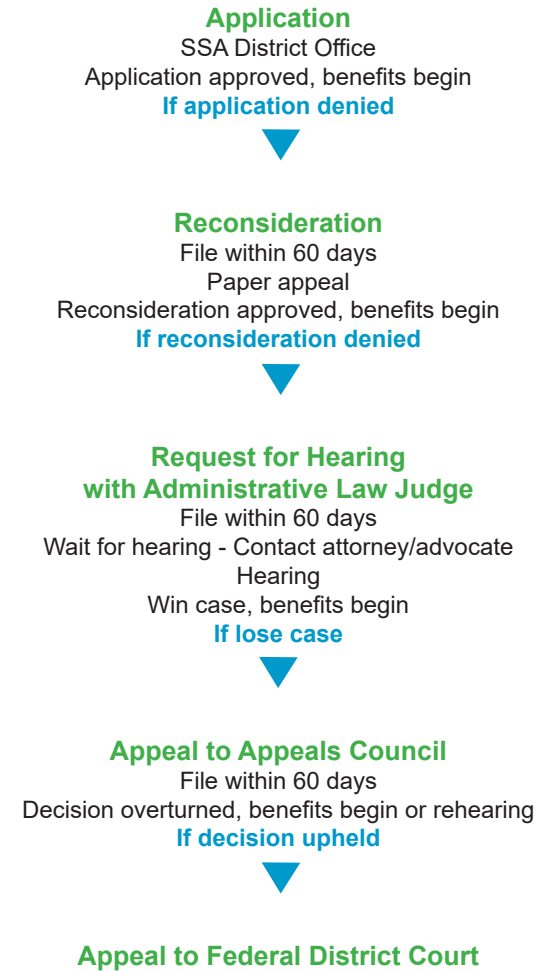 Application
SSA District Office
Application approved, benefits begin
If application denied
Reconsideration
File within 60 days
Paper appeal
Reconsideration approved, benefits begin
If reconsideration denied
Request for Hearing
with Administrative Law Judge
File within 60 days
Wait for hearing - Contact attorney/advocate
Hearing
Win case, benefits begin
If lose case
Appeal to Appeals Council
File within 60 days
Decision overturned, benefits begin or rehearing
If decision upheld
Appeal to Federal District Court